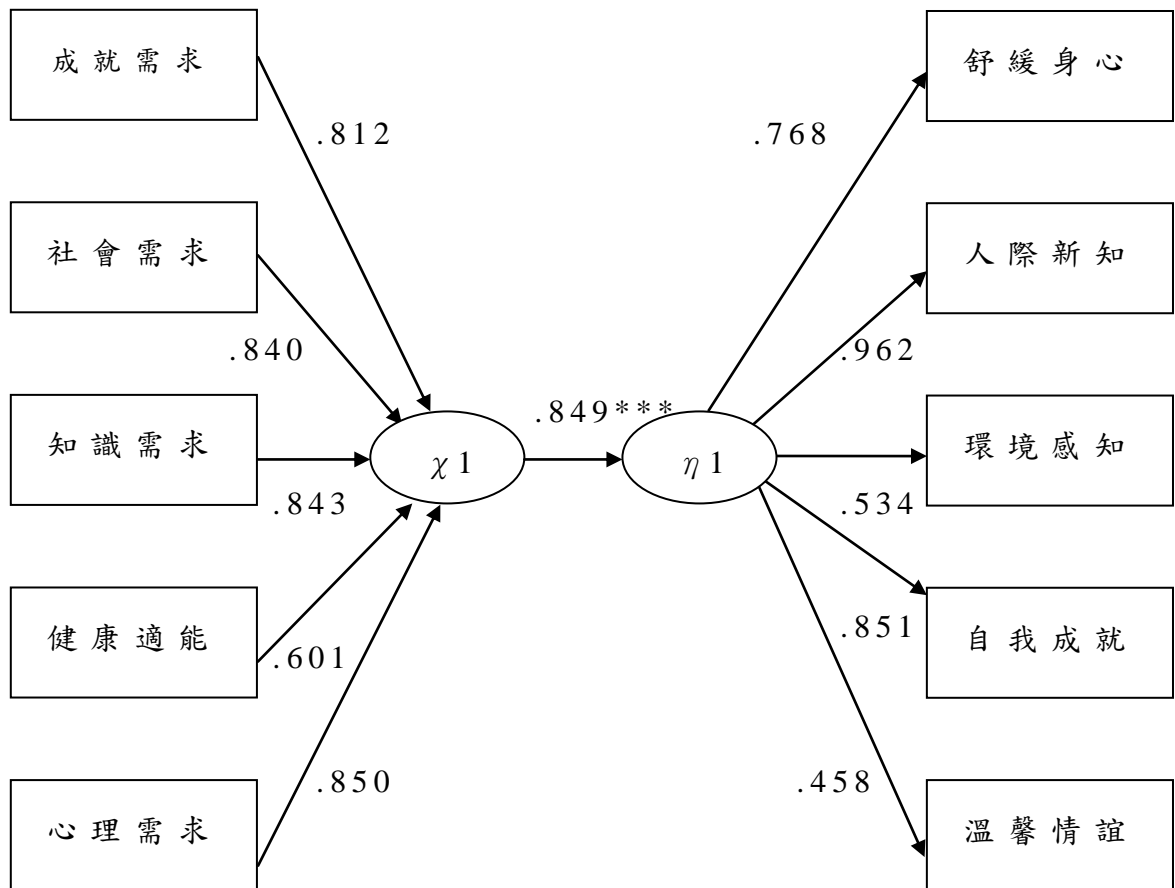 成就需求
舒緩身心
.812
.768
社會需求
人際新知
.840
.962
.849***
知識需求
χ1
η1
環境感知
.843
.534
健康適能
.601
.851
自我成就
.850
.458
心理需求
溫馨情誼